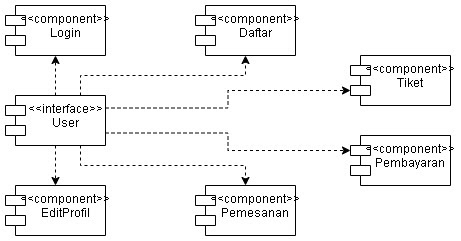 <<component>>
Login
<<component>>
Daftar
<<component>>
Tiket
<<interface>>
User
<<component>>
Pembayaran
<<component>>
EditProfil
<<component>>
Pemesanan